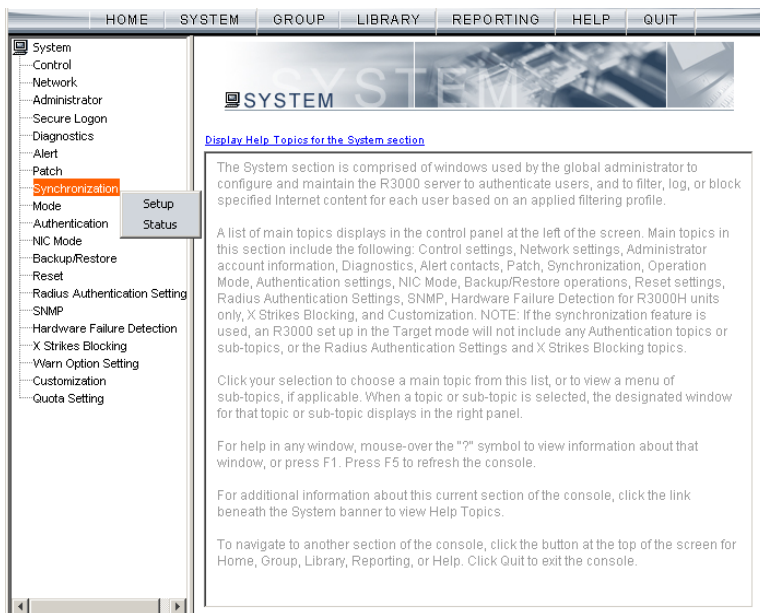 HOME SYSTEM GROUP LIBRARY REPORTING HELP QUIT
System
Control
Network
Administrator
Secure Logon
Diagnostics
Alert
Patch
Synchronization
Mode
Authentication
NIC Mode
Backup/Restore
Reset
Radius Authentication Setting
SNMP
Hardware Failure Detection
X Strikes Blocking
Warn Option Setting
Customization
Quota Setting
Setup
Status
SYSTEM
SYSTEM
Display Help Topics for the System section
The System section is comprised of windows used by the global administrator to
configure and maintain the R3000 server to authenticate users, and to filter, log, or block
specified Internet content for each user based on an applied filtering profile.
A list of main topics displays in the control panel at the left of the screen. Main topics in
this section include the following: Control settings, Network settings, Administrator
account information, Diagnostics, Alert contacts, Patch, Synchronization, Operation
Mode, Authentication settings, NIC Mode, Backup/Restore operations, Reset settings,
Radius Authentication Settings, SNMP, Hardware Failure Detection for R3000H units
only, X Strikes Blocking, and Customization. NOTE: If the synchronization feature is
used, an R3000 set up in the Target mode will not include any Authentication topics or
sub-topics, or the Radius Authentication Settings and X Strikes Blocking topics.
Click your selection to choose a main topic from this list, or to view a menu of
sub-topics, if applicable. When a topic or sub-topic is selected, the designated window
for that topic or sub-topic displays in the right panel.
For help in any window, mouse-over the "?" symbol to view information about that
window, or press F1. Press F5 to refresh the console.
For additional information about this current section of the console, click the link
beneath the System banner to view Help Topics.
To navigate to another section of the console, click the button at the top of the screen for
Home, Group, Library, Reporting, or Help. Click Quit to exit the console.